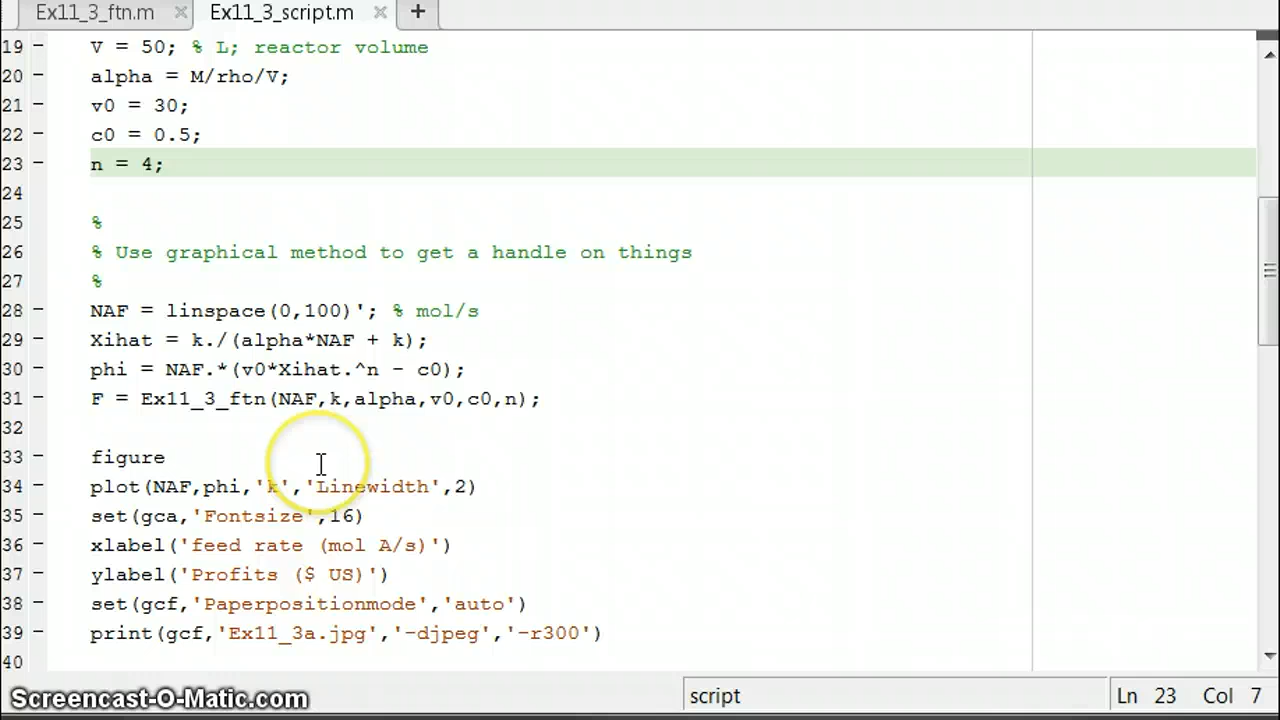 Ex11_3_ftn.m × Ex11_3_script.m × +
19 - V = 50; % L; reactor volume
20 - alpha = M/rho/V;
21 - v0 = 30;
22 - c0 = 0.5;
23 - n = 4;
24
25 %
26 % Use graphical method to get a handle on things
27 %
28 - NAF = linspace(0,100)'; % mol/s
29 - Xihat = k./(alpha*NAF + k);
30 - phi = NAF.*(v0*Xihat.^n - c0);
31 - F = Ex11_3_ftn(NAF,k,alpha,v0,c0,n);
32
33 - figure
34 - plot(NAF,phi,'k','Linewidth',2)
35 - set(gca,'Fontsize',16)
36 - xlabel('feed rate (mol A/s)')
37 - ylabel('Profits ($ US)')
38 - set(gcf,'Paperpositionmode','auto')
39 - print(gcf,'Ex11_3a.jpg','-djpeg','-r300')
40
Screencast-O-Matic.com script Ln 23 Col 7